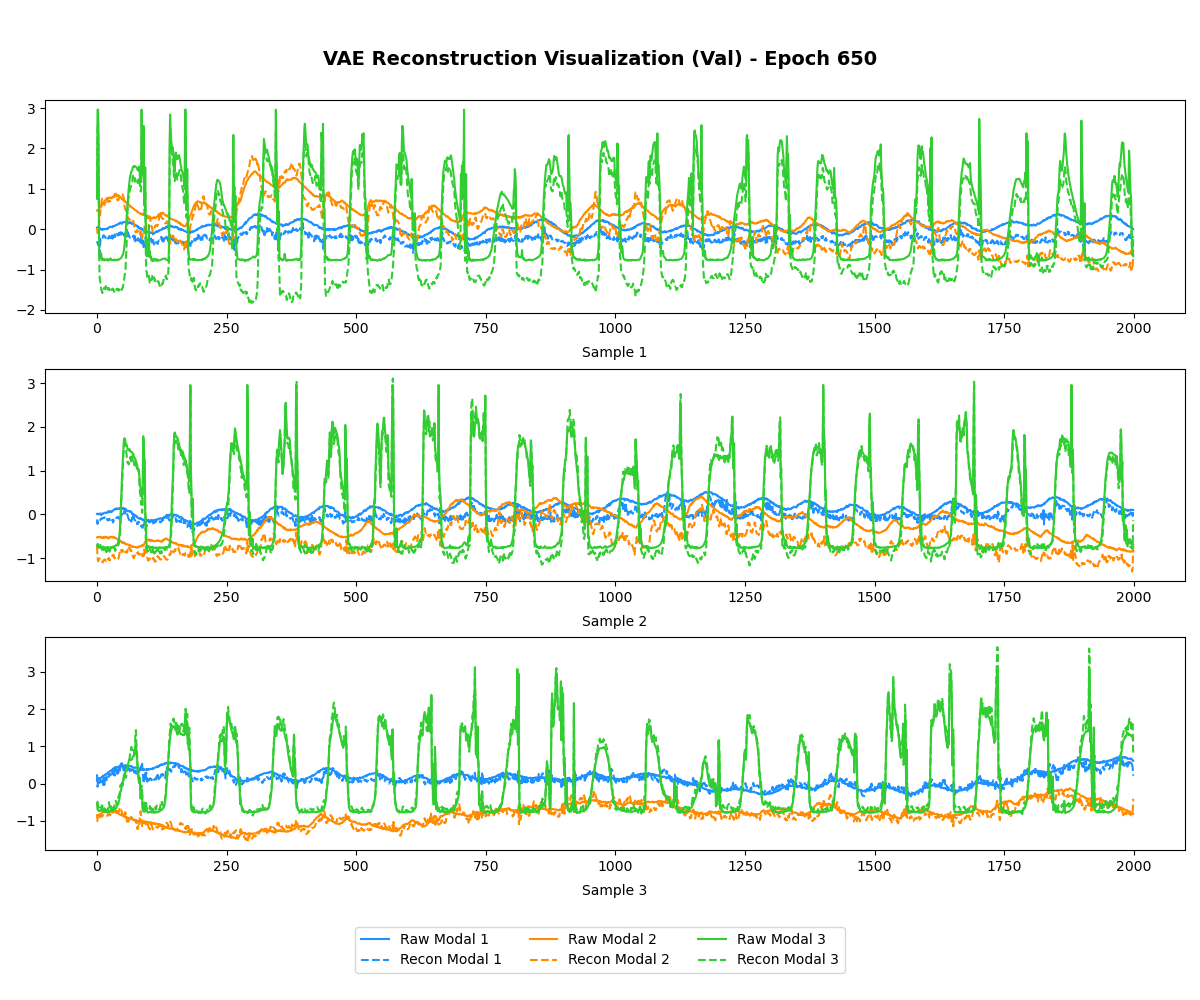 VAE Reconstruction Visualization (Val) - Epoch 650
3
2
1
0
−1
−2
0 250 500 750 1000 1250 1500 1750 2000
Sample 1
3
2
1
0
−1
0 250 500 750 1000 1250 1500 1750 2000
Sample 2
3
2
1
0
−1
0 250 500 750 1000 1250 1500 1750 2000
Sample 3
Raw Modal 1 Raw Modal 2 Raw Modal 3
Recon Modal 1 Recon Modal 2 Recon Modal 3